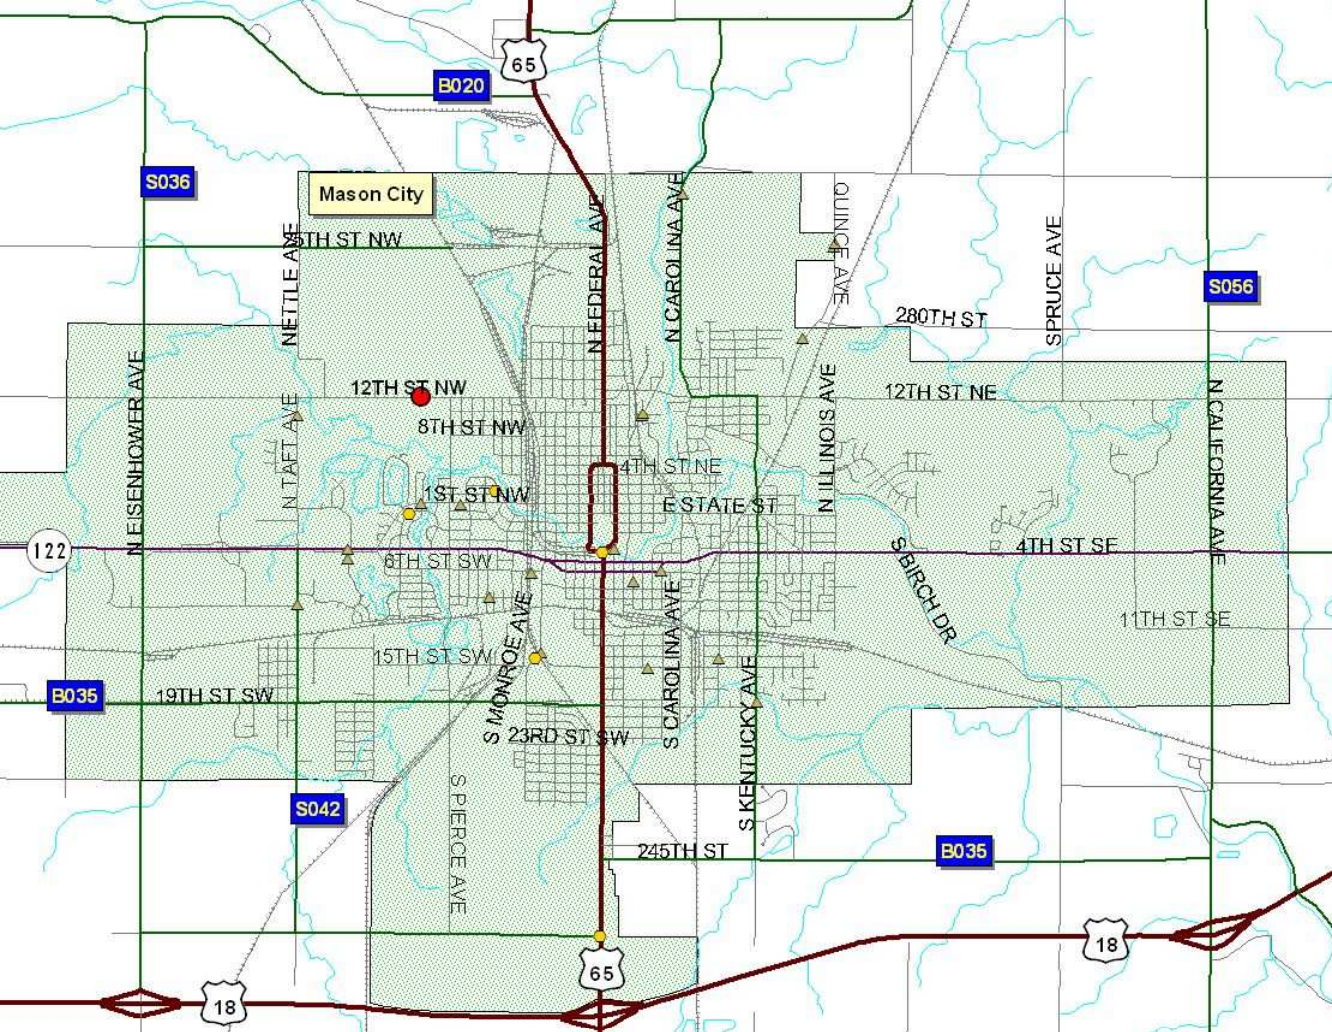 65
B020
S036
Mason City
QUINCE AVE
N CAROLINA AVE
N FEDERAL AVE
NETTLE AVE
5TH ST NW
SPRUCE AVE
S056
280TH ST
N EISENHOWER AVE
12TH ST NW
12TH ST NE
N TAFT AVE
8TH ST NW
N ILLINOIS AVE
N CALIFORNIA AVE
4TH ST NE
1ST ST NW
E STATE ST
122
6TH ST SW
4TH ST SE
S BIRCH DR
S MONROE AVE
S CAROLINA AVE
11TH ST SE
15TH ST SW
B035
19TH ST SW
S KENTUCKY AVE
23RD ST SW
S PIERCE AVE
S042
245TH ST
B035
18
65
18